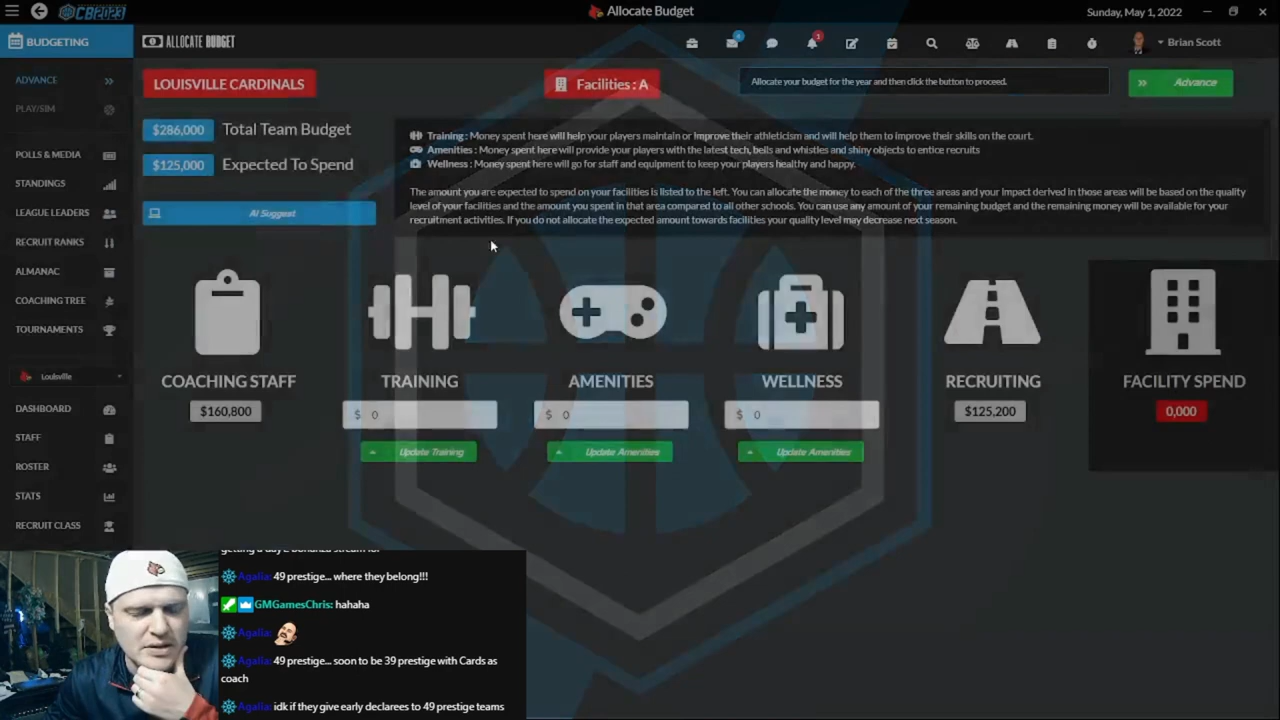 CB2023
Allocate Budget
Sunday, May 1, 2022
BUDGETING
ALLOCATE BUDGET
4
1
Brian Scott
ADVANCE
PLAY/SIM
POLLS & MEDIA
STANDINGS
LEAGUE LEADERS
RECRUIT RANKS
ALMANAC
COACHING TREE
TOURNAMENTS
Louisville
DASHBOARD
STAFF
ROSTER
STATS
RECRUIT CLASS
LOUISVILLE CARDINALS
Facilities : A
Allocate your budget for the year and then click the button to proceed.
Advance
$286,000 Total Team Budget
$125,000 Expected To Spend
AI Suggest
Training : Money spent here will help your players maintain or improve their athleticism and will help them to improve their skills on the court.
Amenities : Money spent here will provide your players with the latest tech, bells and whistles and shiny objects to entice recruits
Wellness : Money spent here will go for staff and equipment to keep your players healthy and happy.
The amount you are expected to spend on your facilities is listed to the left. You can allocate the money to each of the three areas and your impact derived in those areas will be based on the quality
level of your facilities and the amount you spent in that area compared to all other schools. You can use any amount of your remaining budget and the remaining money will be available for your
recruitment activities. If you do not allocate the expected amount towards facilities your quality level may decrease next season.
COACHING STAFF
$160,800
TRAINING
$ 0
Update Training
AMENITIES
$ 0
Update Amenities
WELLNESS
$ 0
Update Amenities
RECRUITING
$125,200
FACILITY SPEND
0,000
Agalia: 49 prestige... where they belong!!!
GMGamesChris: hahaha
Agalia:
Agalia: 49 prestige... soon to be 39 prestige with Cards as
coach
Agalia: idk if they give early declarees to 49 prestige teams